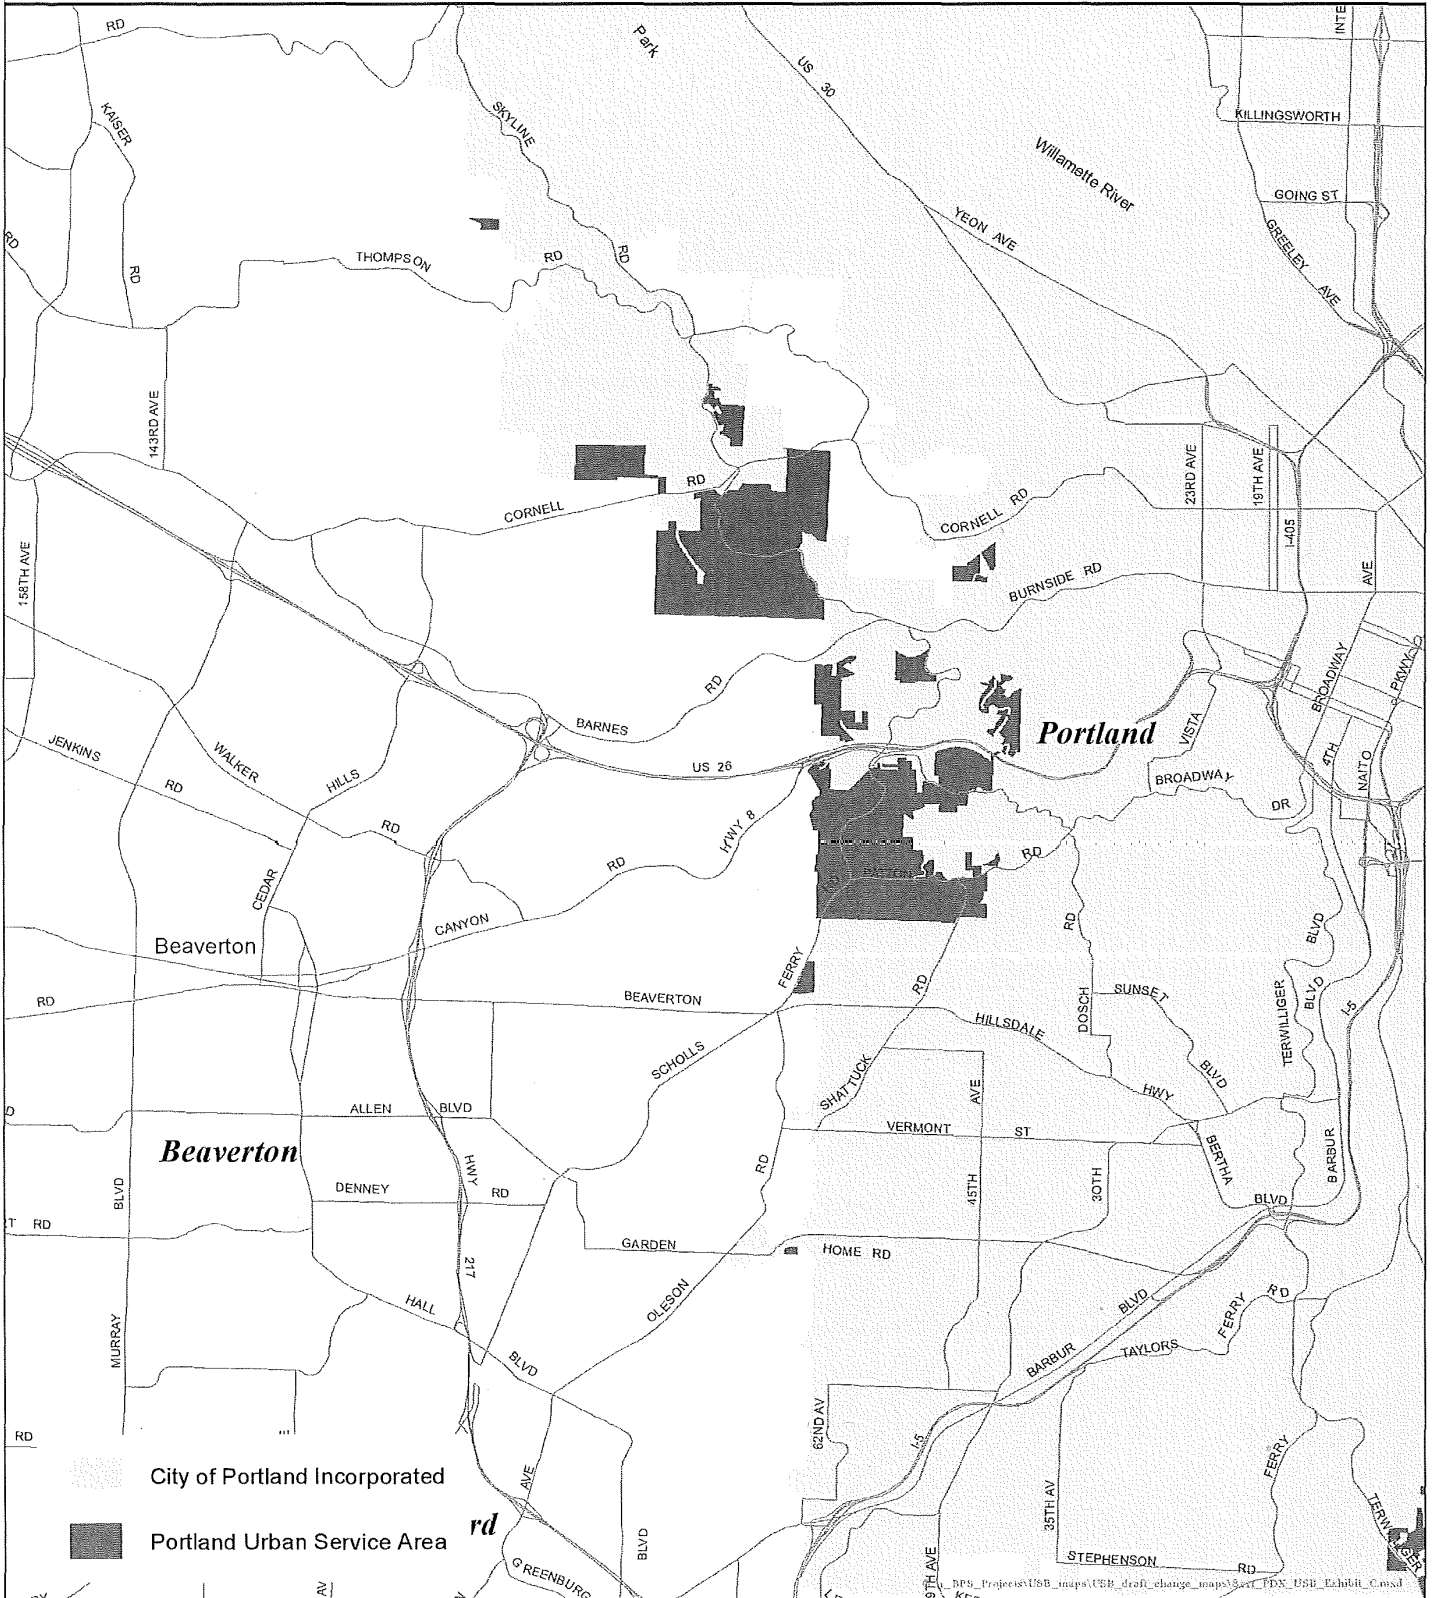 RD
Park
US 30
INTE
KAISER
SKYLINE
KILLINGSWORTH
Willamette River
GOING ST
YEON AVE
GREELEY
AVE
RD
RD
THOMPSON
RD
RD
143RD AVE
23RD AVE
19TH AVE
CORNELL
RD
CORNELL RD
I-405
AVE
158TH AVE
BURNSIDE RD
RD
BROADWAY
PKWY
BARNES
Portland
VISTA
JENKINS
WALKER
HILLS
US 26
BROADWAY
4TH
NAITO
RD
RD
HWY 8
DR
RD
RD
CEDAR
PATTON
RD
CANYON
RD
BLVD
Beaverton
FERRY
RD
BEAVERTON
RD
DOSCH
SUNSET
TERWILLIGER
BLVD
I-5
HILLSDALE
SCHOLLS
SHATTUCK
AVE
BLVD
HWY
D
ALLEN
BLVD
VERMONT
ST
Beaverton
HWY
RD
BERTHA
BARBUR
BLVD
DENNEY
RD
45TH
30TH
BLVD
T RD
GARDEN
HOME RD
217
HALL
OLESON
BLVD
FERRY
RD
MURRAY
BLVD
BARBUR
TAYLORS
RD
62ND AV
I-5
FERRY
City of Portland Incorporated
AVE
35TH AV
TERWILLIGER
Portland Urban Service Area
rd
BLVD
STEPHENSON
RD
GREENBURG
AV
9TH AVE